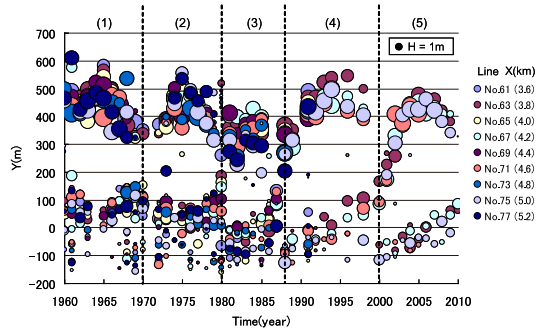 (1) (2) (3) (4) (5)
700
600
500
400
300
200
100
0
-100
-200
Y(m)
H = 1m
1960 1965 1970 1975 1980 1985 1990 1995 2000 2005 2010
Time(year)
Line X(km)
No.61 (3.6)
No.63 (3.8)
No.65 (4.0)
No.67 (4.2)
No.69 (4.4)
No.71 (4.6)
No.73 (4.8)
No.75 (5.0)
No.77 (5.2)